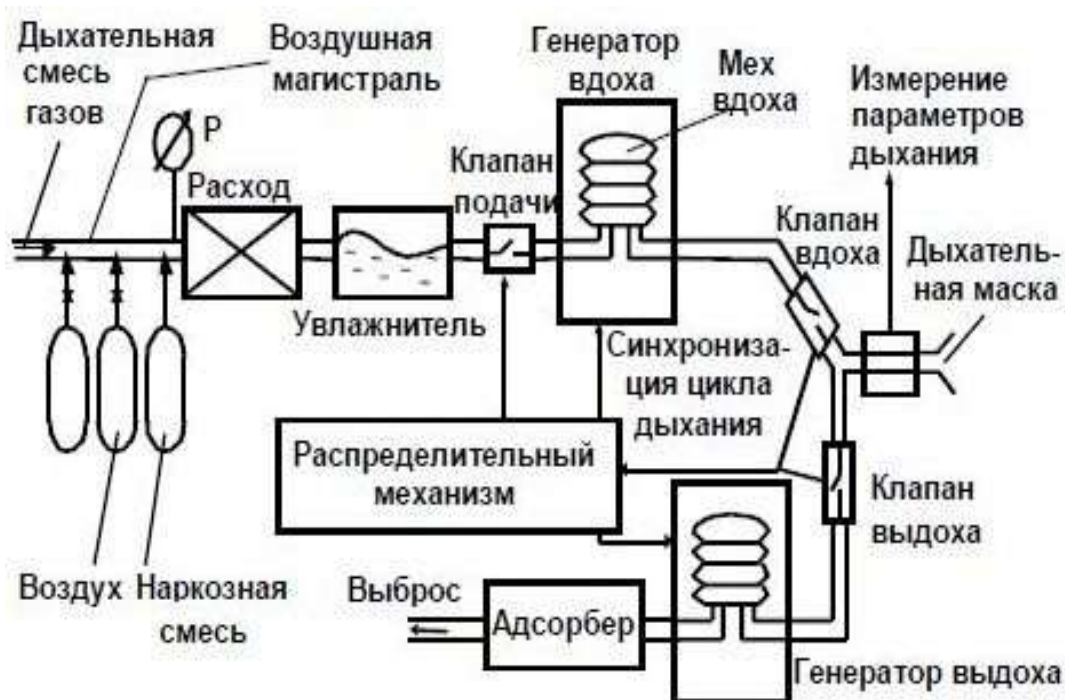 Дыхательная
смесь
газов
Воздушная
магистраль
Генератор
вдоха
Мех
вдоха
Измерение
параметров
дыхания
P
Расход
Клапан
подачи
Клапан
вдоха
Дыхатель-
ная маска
Увлажнитель
Синхрониза-
ция цикла
дыхания
Распределительный
механизм
Клапан
выдоха
Воздух
Наркозная
смесь
Выброс
Адсорбер
Генератор выдоха